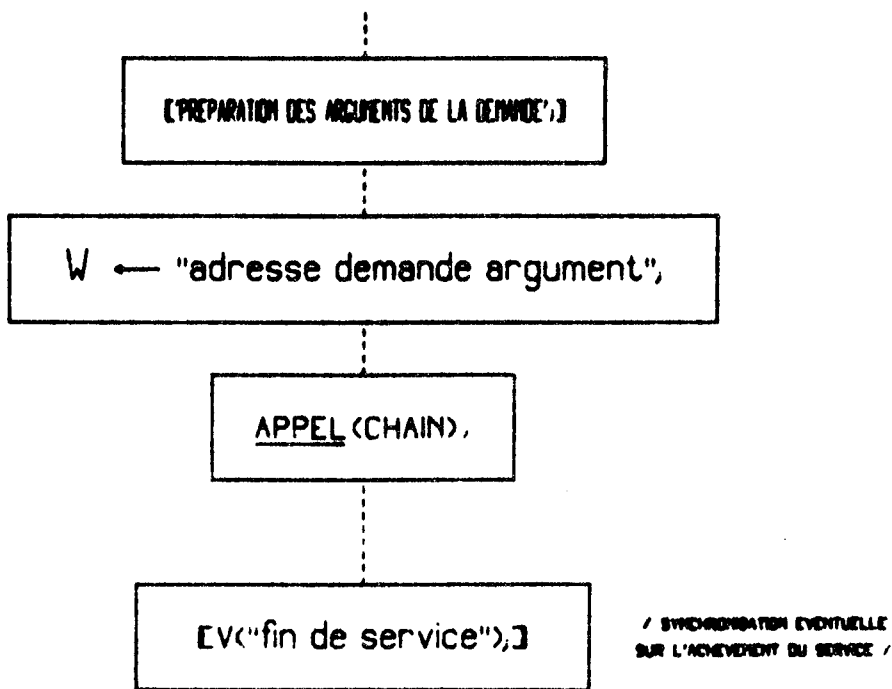 ['PREPARATION DES ARGUMENTS DE LA DEMANDE';]
W ← "adresse demande argument";
APPEL(CHAIN);
[V("fin de service");]
/ SYNCHRONISATION EVENTUELLE
SUR L'ACHEVEMENT DU SERVICE /